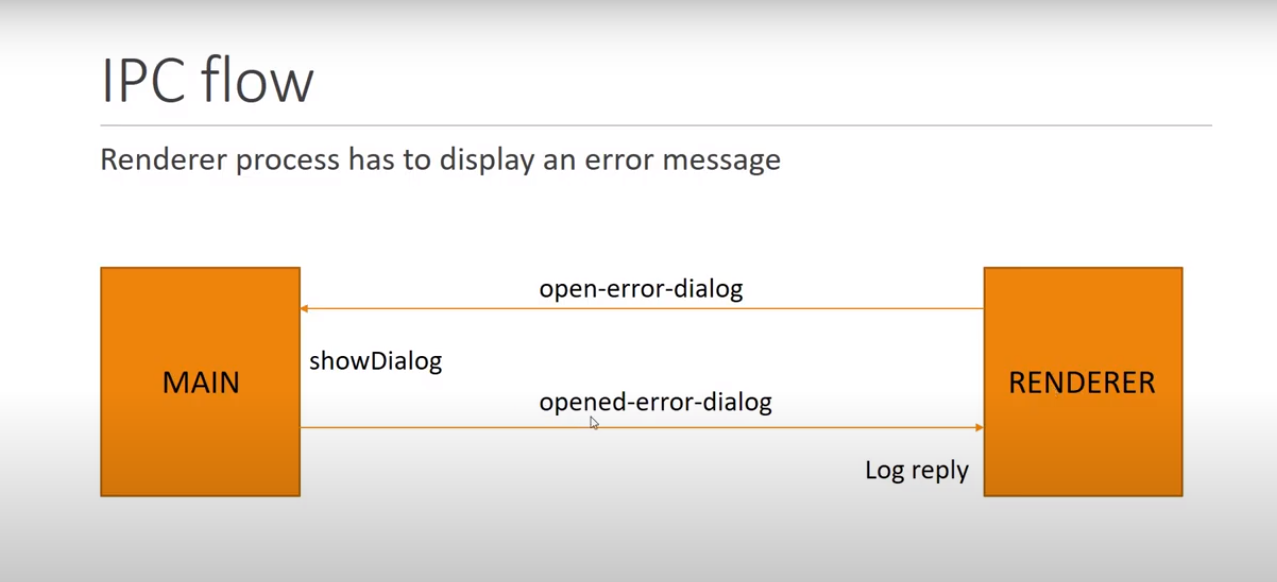 IPC flow
Renderer process has to display an error message
open-error-dialog
showDialog
MAIN
RENDERER
opened-error-dialog
Log reply